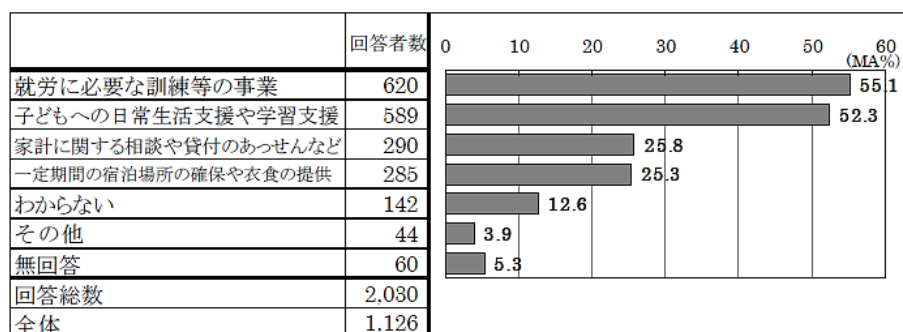 回答者数
0 10 20 30 40 50 60
(MA%)
就労に必要な訓練等の事業 620 55.1
子どもへの日常生活支援や学習支援 589 52.3
家計に関する相談や貸付のあっせんなど 290 25.8
一定期間の宿泊場所の確保や衣食の提供 285 25.3
わからない 142 12.6
その他 44 3.9
無回答 60 5.3
回答総数 2,030
全体 1,126